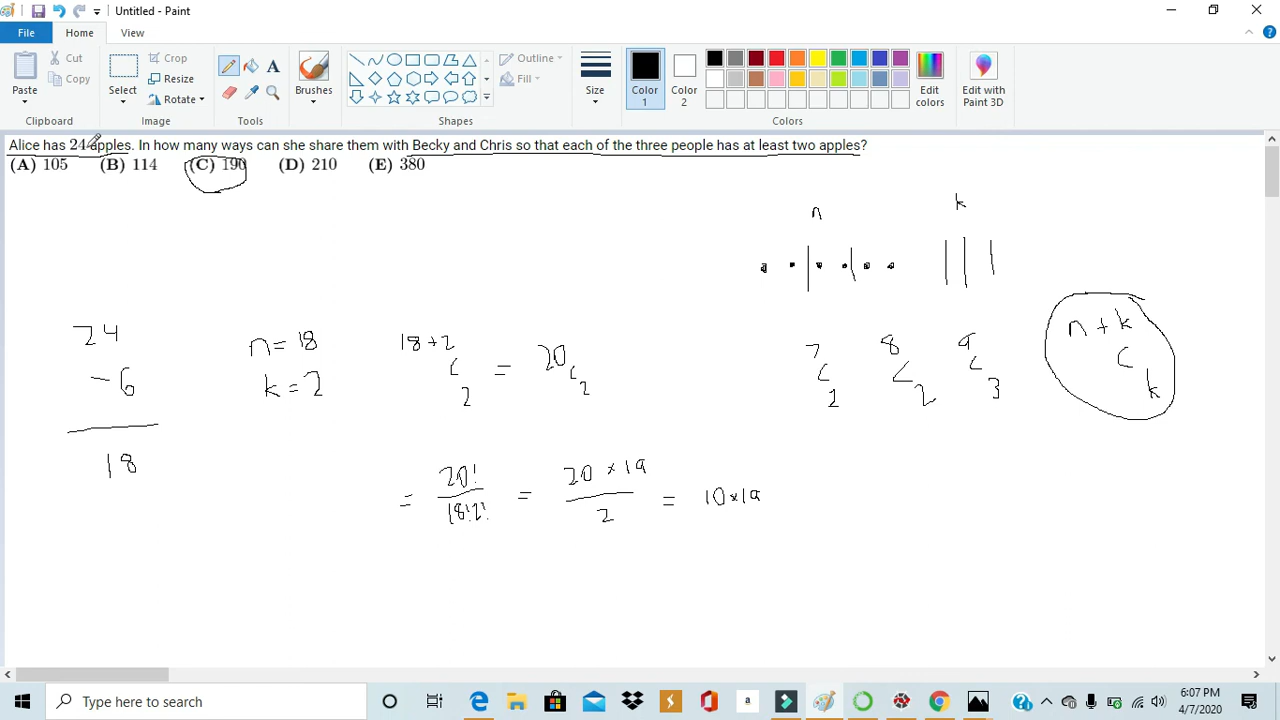 Untitled - Paint
File Home View
Paste Cut Copy Clipboard
Select Crop Resize Rotate Image
A Tools
Brushes
Outline Fill Shapes
Size
Color 1 Color 2 Edit colors Colors
Edit with Paint 3D
Alice has 24 apples. In how many ways can she share them with Becky and Chris so that each of the three people has at least two apples?
(A) 105 (B) 114 (C) 190 (D) 210 (E) 380
n k
24 n = 18 18 + 2 C 2 = 20 C 2
- 6 k = 2
18
7 C 2 8 C 2 9 C 3 n + k C k
= 20! / 18!2! = 20 × 19 / 2 = 10 × 19
Type here to search
a
6:07 PM
4/7/2020